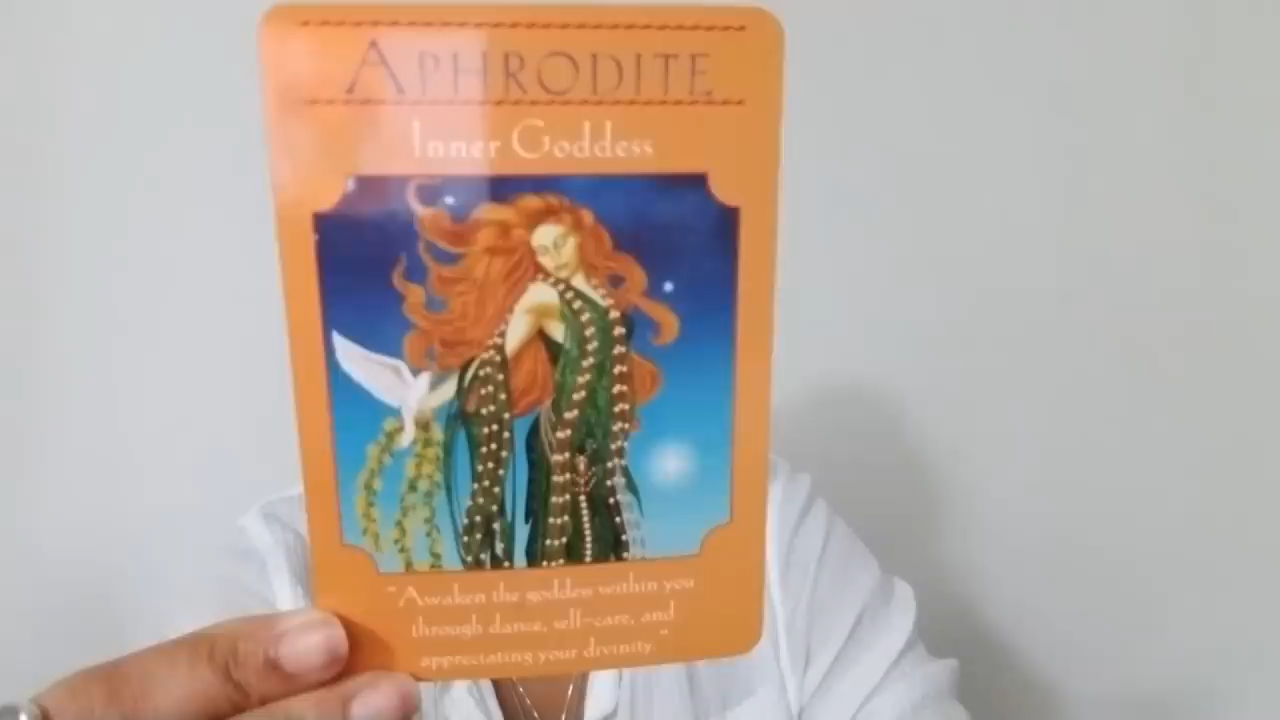 APHRODITE
Inner Goddess
"Awaken the goddess within you
through dance, self-care, and
appreciating your divinity."